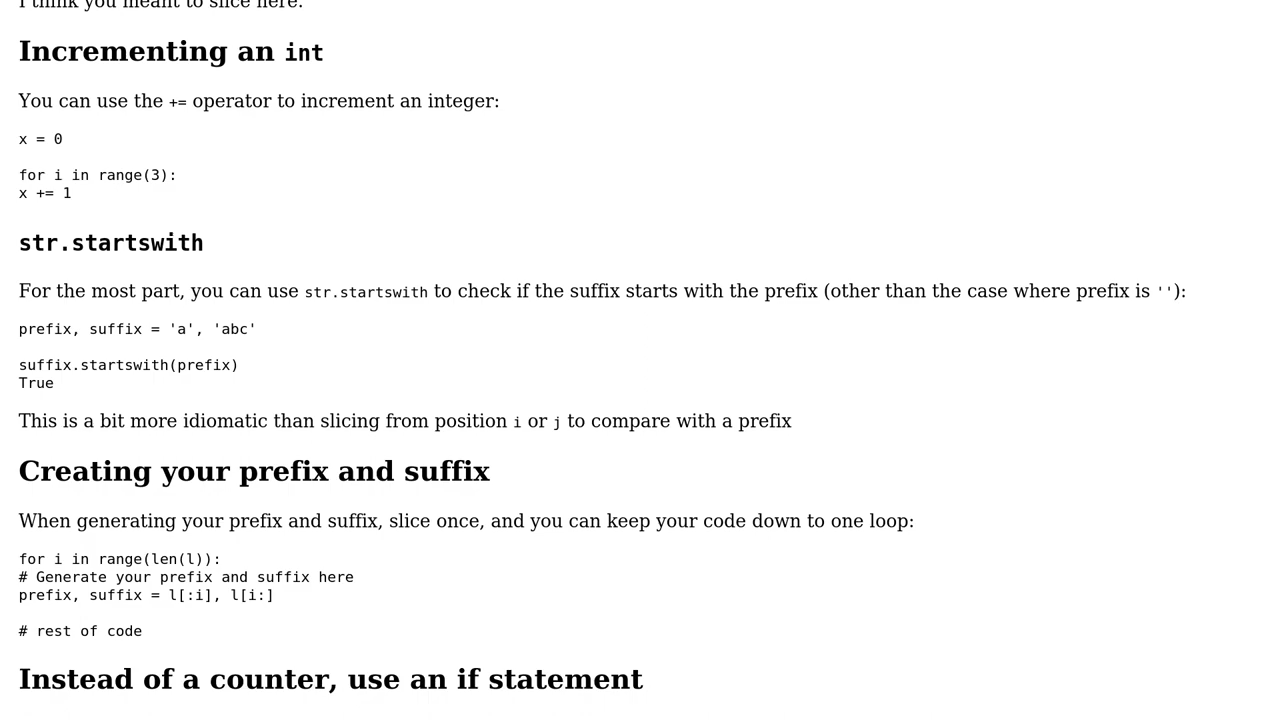 I think you meant to slice here.
Incrementing an int
You can use the += operator to increment an integer:
x = 0
for i in range(3):
x += 1
str.startswith
For the most part, you can use str.startswith to check if the suffix starts with the prefix (other than the case where prefix is ''):
prefix, suffix = 'a', 'abc'
suffix.startswith(prefix)
True
This is a bit more idiomatic than slicing from position i or j to compare with a prefix
Creating your prefix and suffix
When generating your prefix and suffix, slice once, and you can keep your code down to one loop:
for i in range(len(l)):
# Generate your prefix and suffix here
prefix, suffix = l[:i], l[i:]
# rest of code
Instead of a counter, use an if statement